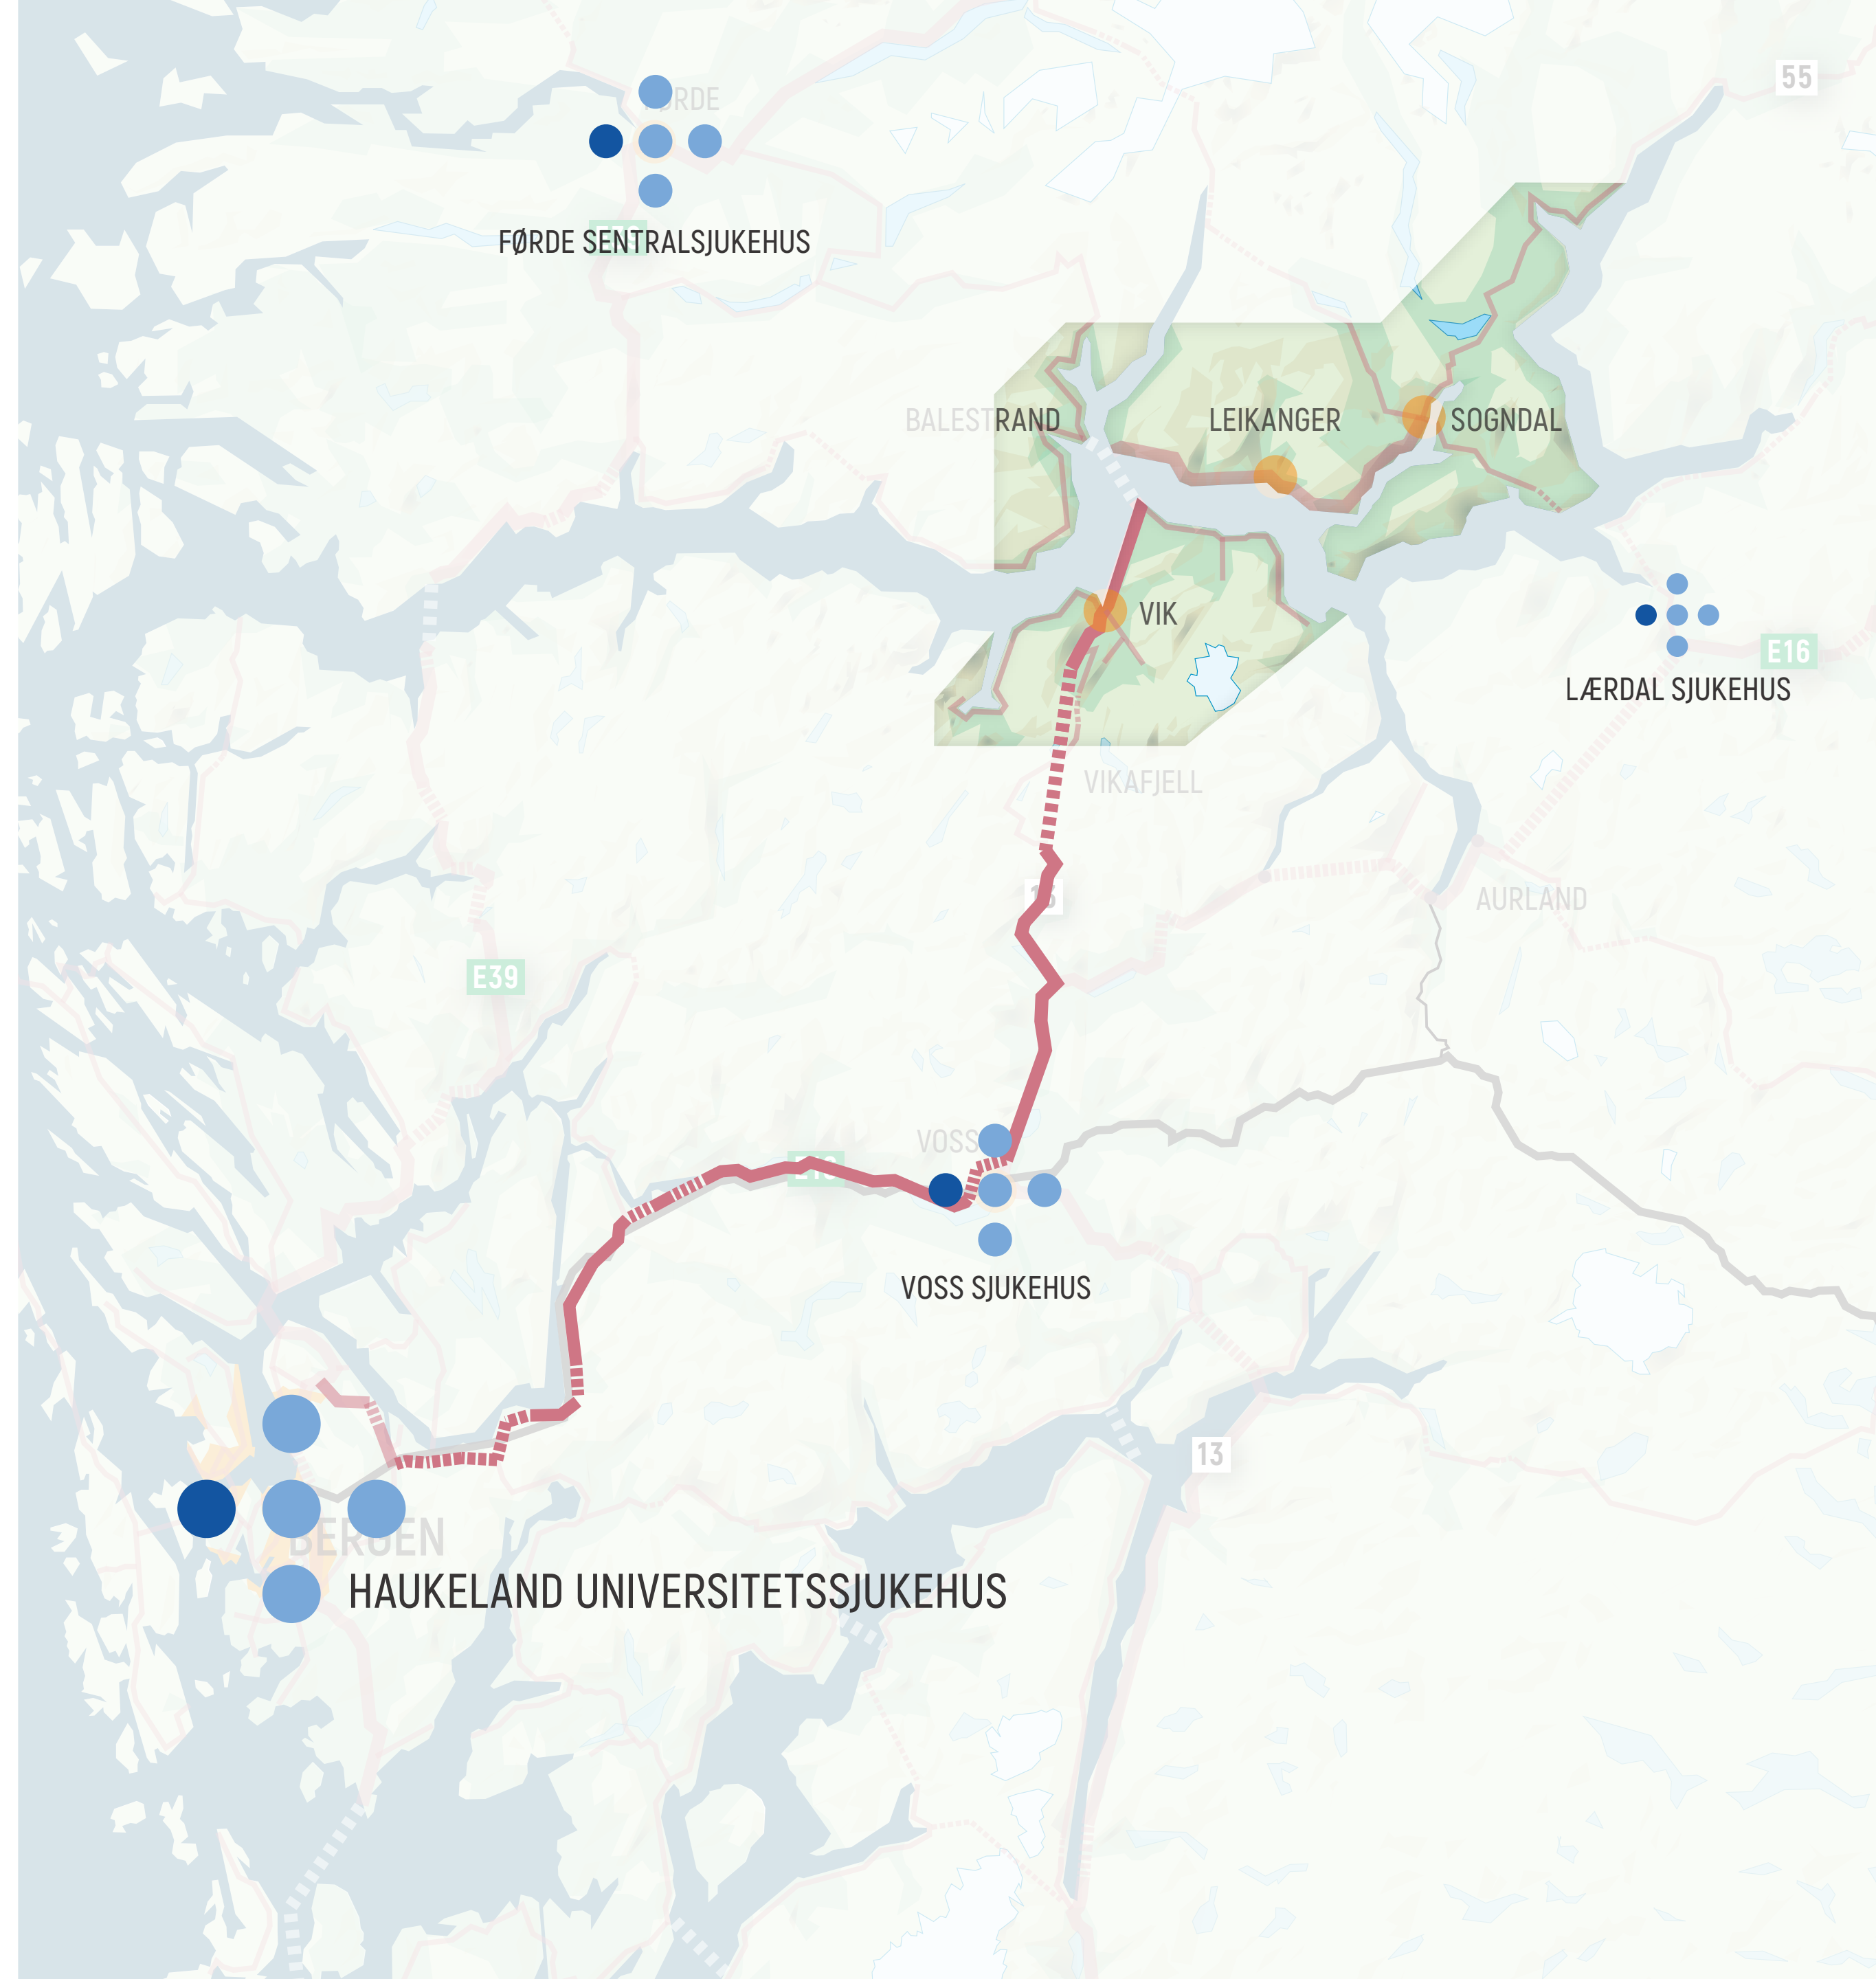 55
FØRDE SENTRALSJUKEHUS
BALESTRAND
LEIKANGER
SOGNDAL
VIK
E16
LÆRDAL SJUKEHUS
VIKAFJELL
AURLAND
E39
VOSS
VOSS SJUKEHUS
13
BERGEN
HAUKELAND UNIVERSITETSSJUKEHUS